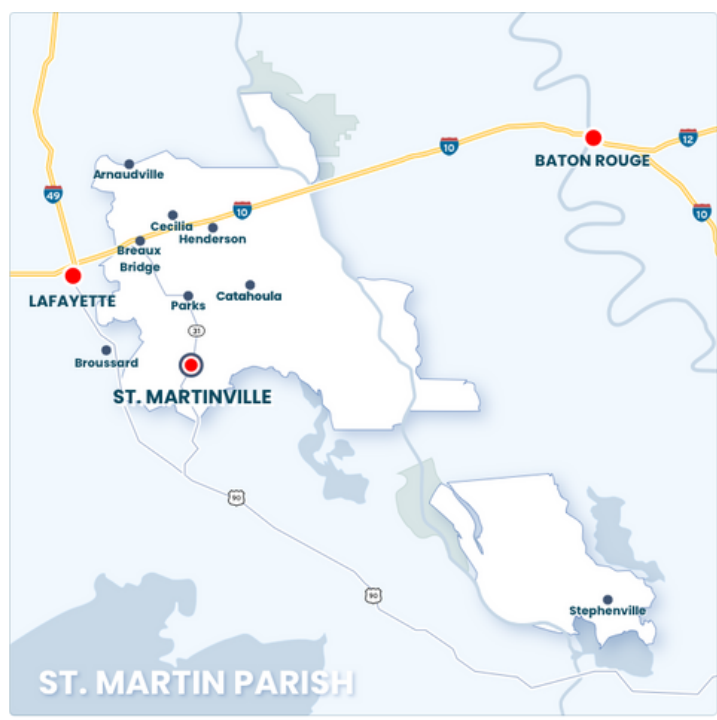 12
10
BATON ROUGE
Arnaudville
49
10
10
Cecilia
Henderson
Breaux
Bridge
LAFAYETTE
Catahoula
Parks
31
Broussard
ST. MARTINVILLE
90
90
Stephenville
ST. MARTIN PARISH